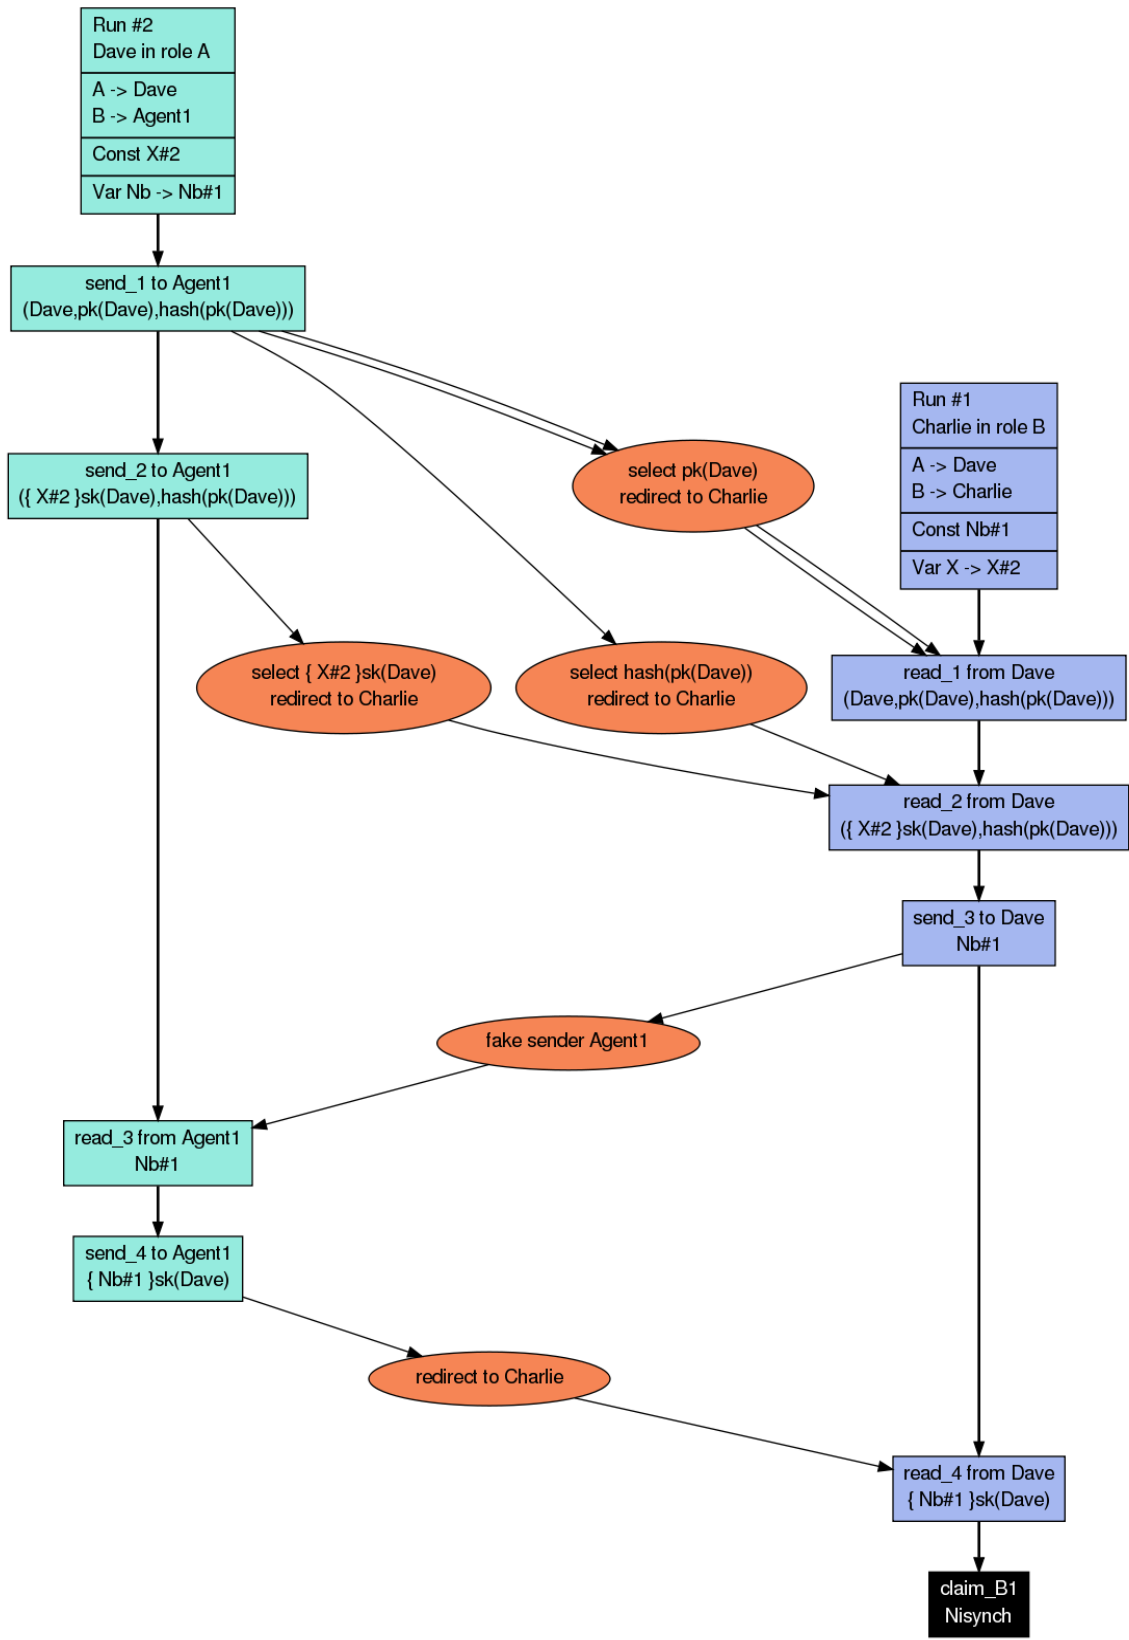 Run #2
Dave in role A
A -> Dave
B -> Agent1
Const X#2
Var Nb -> Nb#1
send_1 to Agent1
(Dave,pk(Dave),hash(pk(Dave)))
Run #1
Charlie in role B
A -> Dave
B -> Charlie
Const Nb#1
Var X -> X#2
send_2 to Agent1
({ X#2 }sk(Dave),hash(pk(Dave)))
select pk(Dave)
redirect to Charlie
select { X#2 }sk(Dave)
redirect to Charlie
select hash(pk(Dave))
redirect to Charlie
read_1 from Dave
(Dave,pk(Dave),hash(pk(Dave)))
read_2 from Dave
({ X#2 }sk(Dave),hash(pk(Dave)))
send_3 to Dave
Nb#1
fake sender Agent1
read_3 from Agent1
Nb#1
send_4 to Agent1
{ Nb#1 }sk(Dave)
redirect to Charlie
read_4 from Dave
{ Nb#1 }sk(Dave)
claim_B1
Nisynch